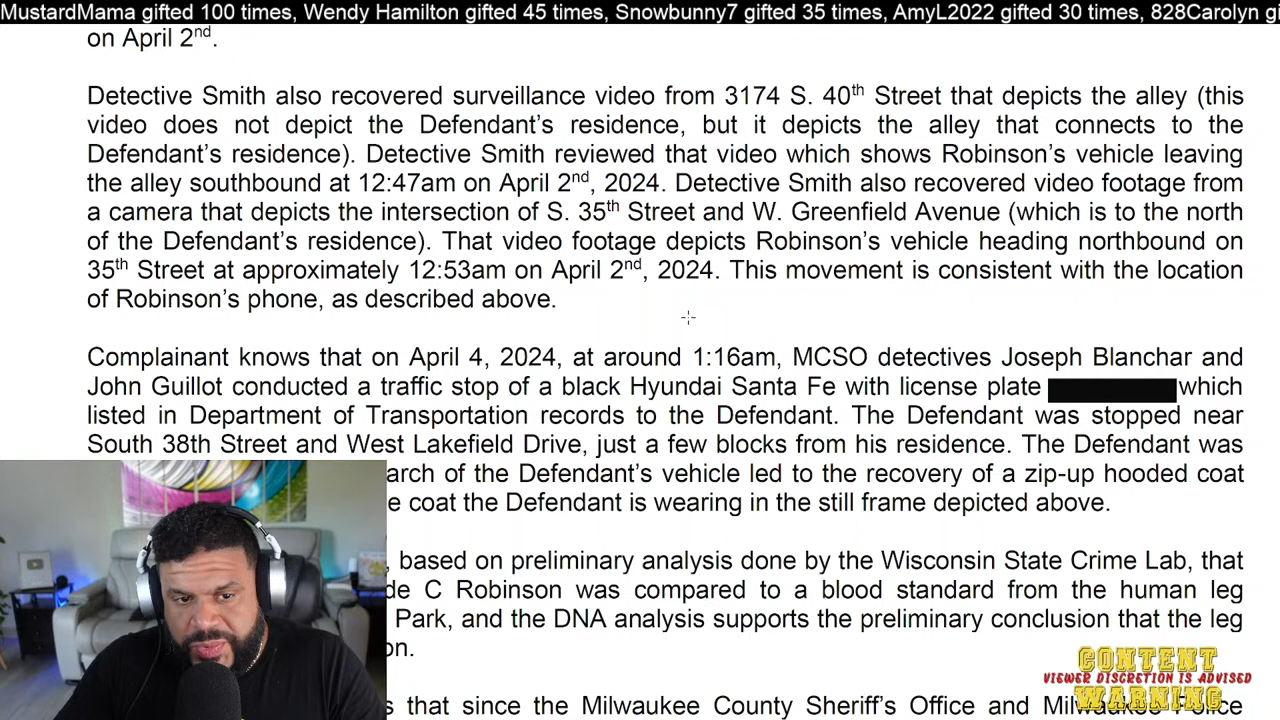 MustardMama gifted 100 times, Wendy Hamilton gifted 45 times, Snowbunny7 gifted 35 times, AmyL2022 gifted 30 times, 828Carolyn gi
on April 2nd.
Detective Smith also recovered surveillance video from 3174 S. 40th Street that depicts the alley (this
video does not depict the Defendant's residence, but it depicts the alley that connects to the
Defendant's residence). Detective Smith reviewed that video which shows Robinson's vehicle leaving
the alley southbound at 12:47am on April 2nd, 2024. Detective Smith also recovered video footage from
a camera that depicts the intersection of S. 35th Street and W. Greenfield Avenue (which is to the north
of the Defendant's residence). That video footage depicts Robinson's vehicle heading northbound on
35th Street at approximately 12:53am on April 2nd, 2024. This movement is consistent with the location
of Robinson's phone, as described above.
Complainant knows that on April 4, 2024, at around 1:16am, MCSO detectives Joseph Blanchar and
John Guillot conducted a traffic stop of a black Hyundai Santa Fe with license plate which
listed in Department of Transportation records to the Defendant. The Defendant was stopped near
South 38th Street and West Lakefield Drive, just a few blocks from his residence. The Defendant was
arch of the Defendant's vehicle led to the recovery of a zip-up hooded coat
e coat the Defendant is wearing in the still frame depicted above.
, based on preliminary analysis done by the Wisconsin State Crime Lab, that
de C Robinson was compared to a blood standard from the human leg
Park, and the DNA analysis supports the preliminary conclusion that the leg
on.
s that since the Milwaukee County Sheriff's Office and Milwaukee Police
CONTENT
VIEWER DISCRETION IS ADVISED
WARNING